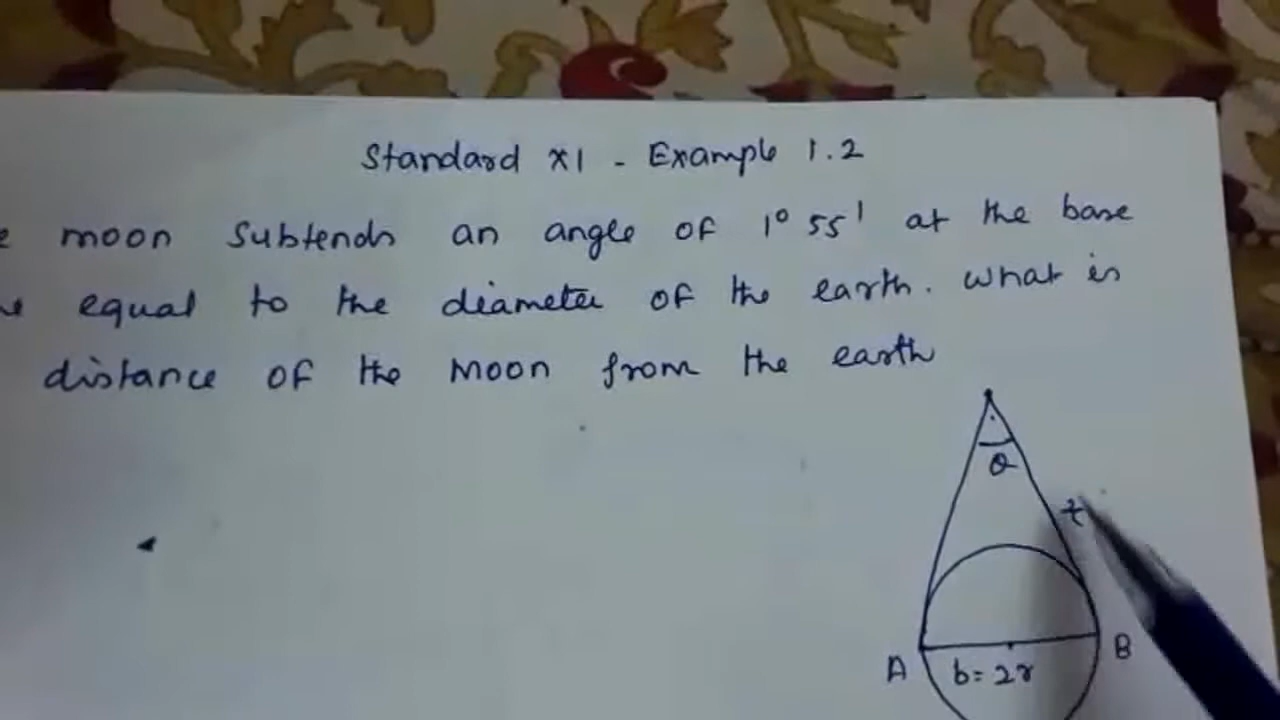 Standard XI - Example 1.2
moon subtends an angle of 1° 55' at the base
equal to the diameter of the earth. What is
distance of the moon from the earth
θ
A b = 2r B